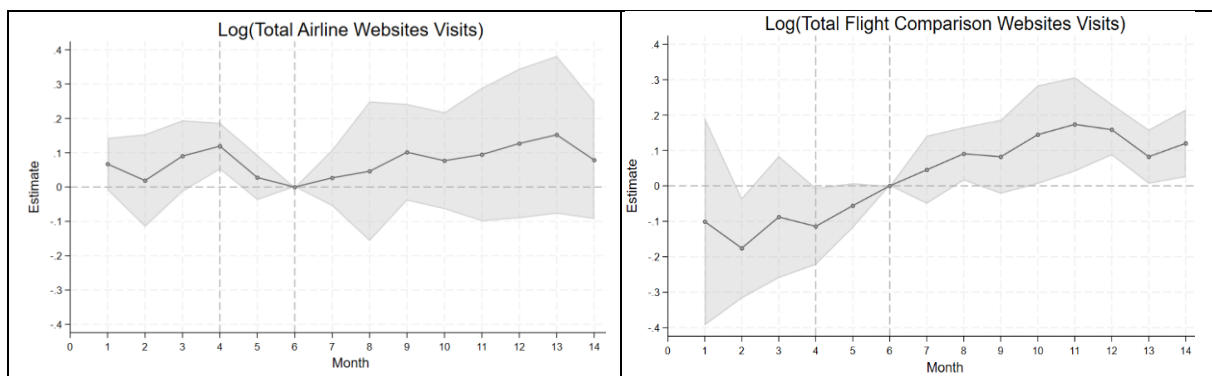 Log(Total Airline Websites Visits)
.4
.3
.2
.1
0
-.1
-.2
-.3
-.4
Estimate
0 1 2 3 4 5 6 7 8 9 10 11 12 13 14
Month
Log(Total Flight Comparison Websites Visits)
.4
.3
.2
.1
0
-.1
-.2
-.3
-.4
Estimate
0 1 2 3 4 5 6 7 8 9 10 11 12 13 14
Month